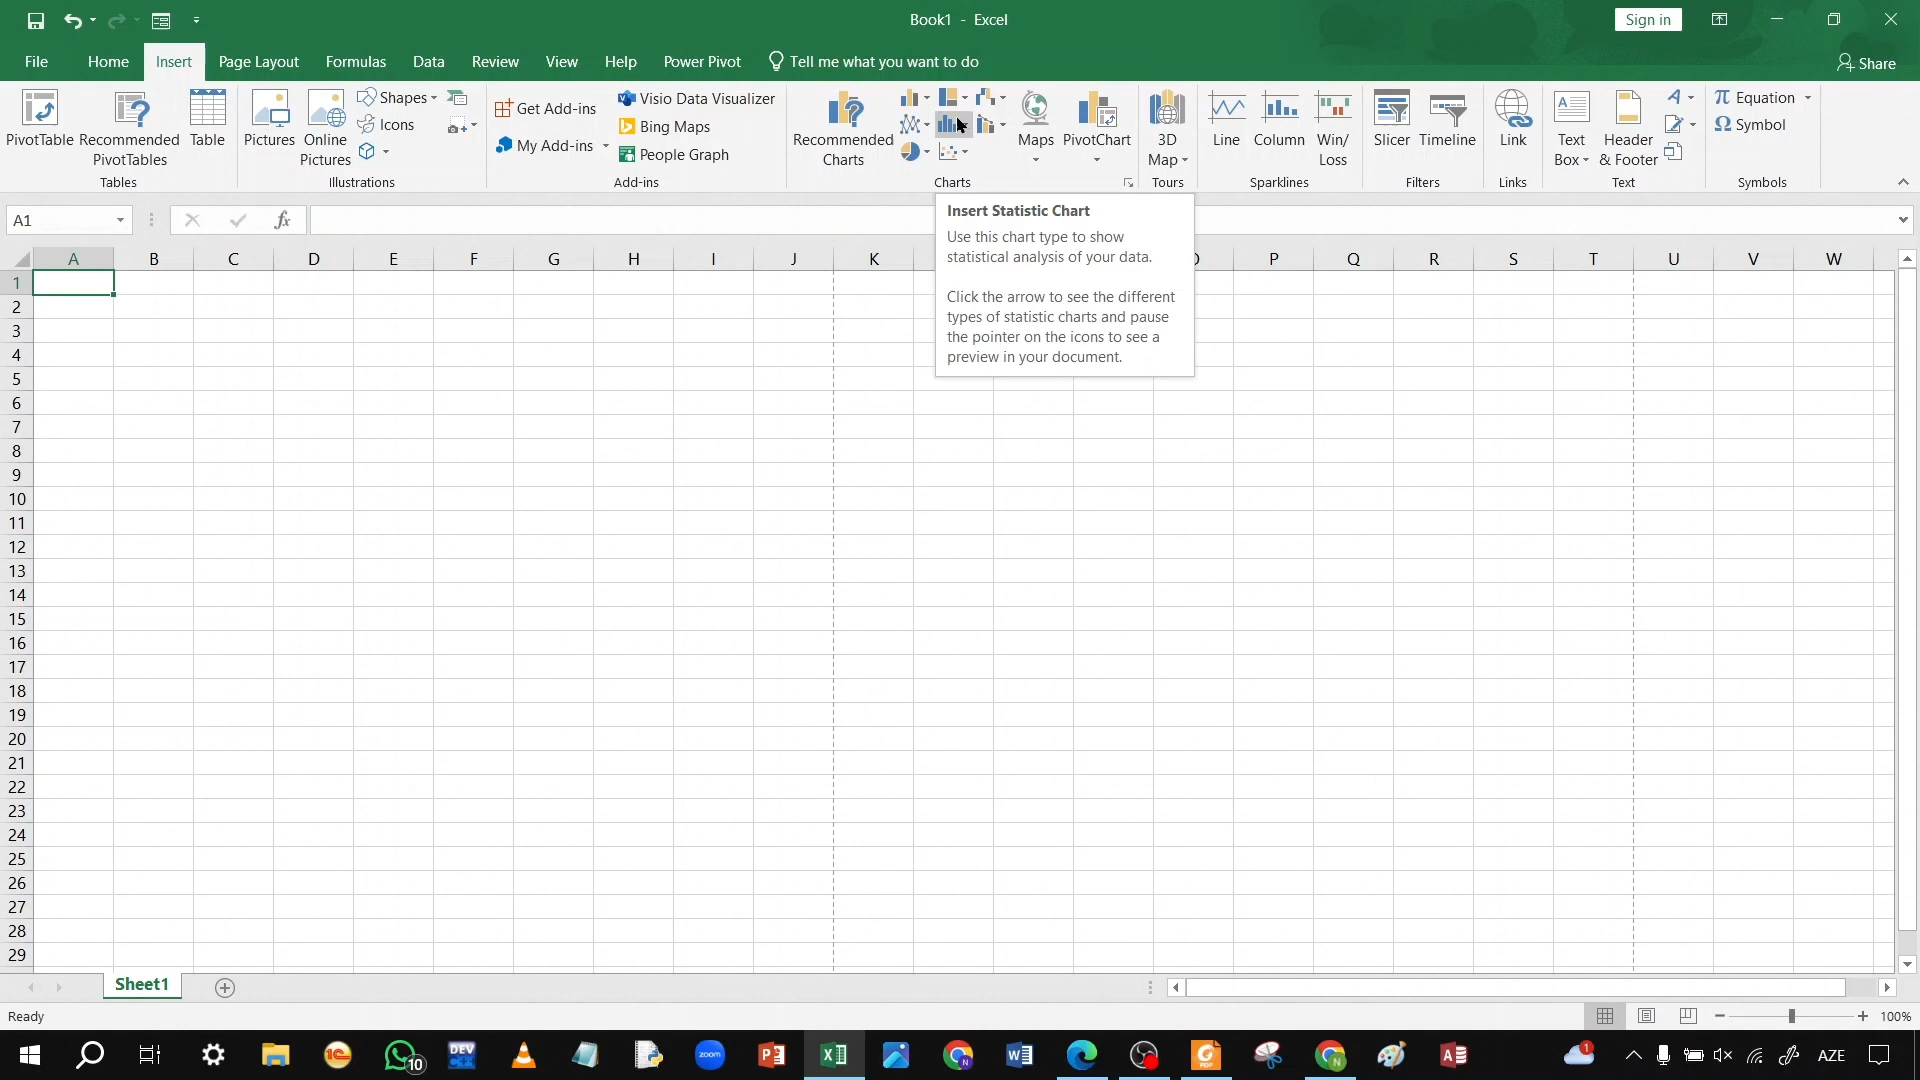 Book1 - Excel
Sign in
File Home Insert Page Layout Formulas Data Review View Help Power Pivot Tell me what you want to do
Share
PivotTable
Recommended
PivotTables
Table
Tables
Pictures
Online
Pictures
Shapes
Icons
Illustrations
Get Add-ins
My Add-ins
Visio Data Visualizer
Bing Maps
People Graph
Add-ins
Recommended
Charts
Maps
PivotChart
Charts
3D
Map
Tours
Line
Column
Win/
Loss
Sparklines
Slicer
Timeline
Filters
Link
Links
Text
Box
Header
& Footer
Text
Equation
Symbol
Symbols
A1
fx
Insert Statistic Chart
Use this chart type to show
statistical analysis of your data.
Click the arrow to see the different
types of statistic charts and pause
the pointer on the icons to see a
preview in your document.
A B C D E F G H I J K P Q R S T U V W
1
2
3
4
5
6
7
8
9
10
11
12
13
14
15
16
17
18
19
20
21
22
23
24
25
26
27
28
29
Sheet1
Ready
100%
10
DEV
zoom
1
AZE